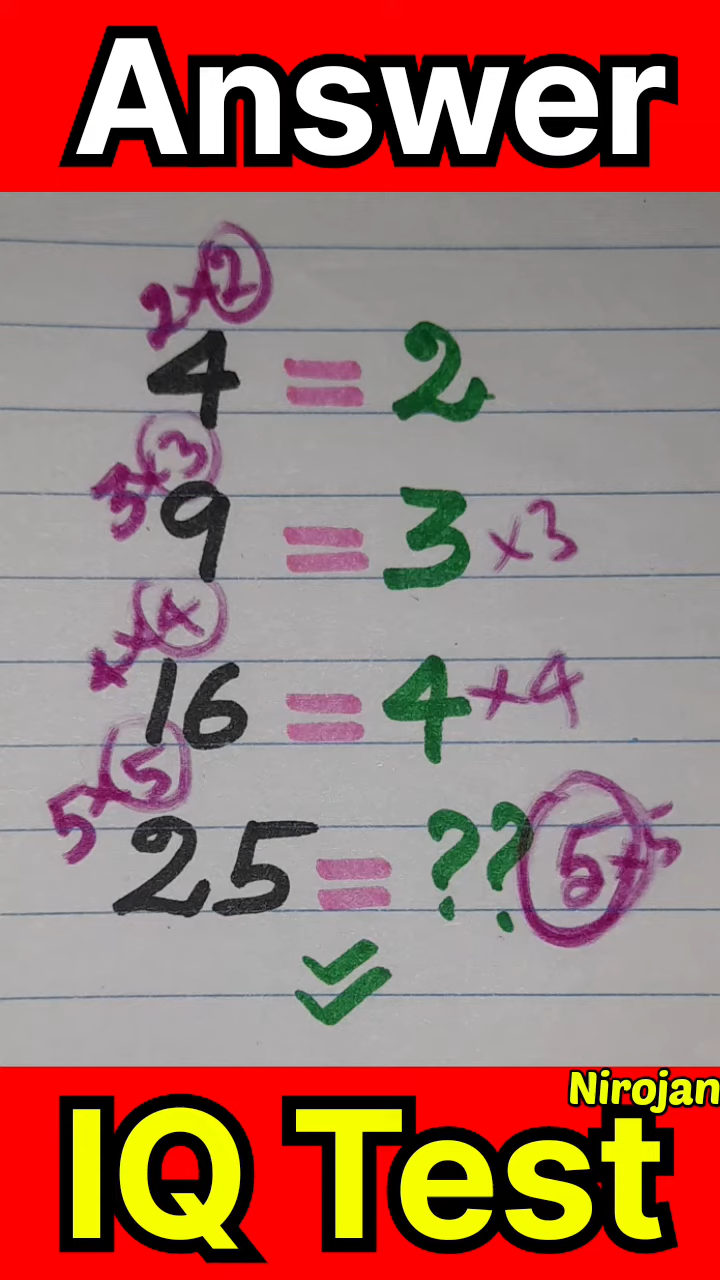 Answer
2×2
4 = 2
3×3
9 = 3 ×3
4×4
16 = 4 ×4
5×5
25 = ?? 5×5
Nirojan
IQ Test